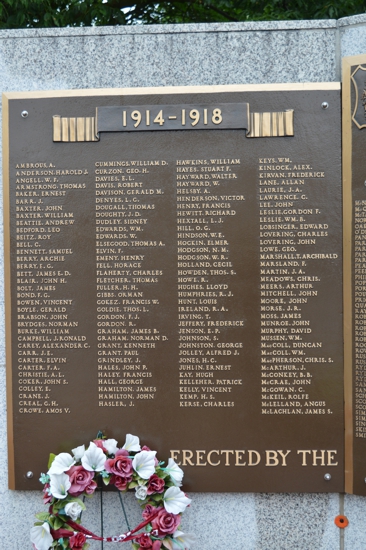 1914-1918
AMBROUS, A.
ANDERSON, HAROLD J.
ANGELL, W. F.
ARMSTRONG, THOMAS
BAKER, ERNEST
BARR, J.
BAXTER, JOHN
BAXTER, WILLIAM
BEATTIE, ANDREW
BEDFORD, LEO
BEITZ, ROY
BELL, C.
BENNETT, SAMUEL
BERRY, ARCHIE
BERRY, E. G.
BETT, JAMES E. D.
BLAIR, JOHN H.
BOLT, JAMES
BOND, F. G.
BOWEN, VINCENT
BOYLE, GERALD
BRABSON, JOHN
BRYDGES, NORMAN
BURKE, WILLIAM
CAMPBELL, J. RONALD
CAREY, ALEXANDER C.
CARR, J. E.
CARTER, ELVIN
CARTER, F. A.
CHRISTIE, A. L.
COKER, JOHN S.
COLLEY, S.
CRANE, J.
CREAL, G. H.
CROWE, AMOS V.
CUMMINGS, WILLIAM D.
CURZON, GEO. H.
DAVIES, E. L.
DAVIS, ROBERT
DAVISON, GERALD M.
DENYES, L. G.
DOUGALL, THOMAS
DOUGHTY, J. D.
DUDLEY, SIDNEY
EDWARDS, WM.
EDWARDS, W.
ELSEGOOD, THOMAS A.
ELVIN, F.
EMENY, HENRY
FELL, HORACE
FLAHERTY, CHARLES
FLETCHER, THOMAS
FULLER, H. R.
GIBBS, ORMAN
GOKEZ, FRANCIS W.
GOLDIE, THOS. L.
GORDON, F. J.
GORDON, R.
GRAHAM, JAMES B.
GRAHAM, NORMAN D.
GRANT, KENNETH
GRANT, PAUL
GRINDLEY, J.
HALES, JOHN P.
HALEY, FRANCIS
HALL, GEORGE
HAMILTON, JAMES
HAMILTON, JOHN
HASLER, J.
HAWKINS, WILLIAM
HAYES, STUART F.
HAYWARD, WALTER
HAYWARD, W.
HELSBY, A.
HENDERSON, VICTOR
HENRY, FRANCIS
HEWITT, RICHARD
HEXTALL, L. J.
HILL, G. G.
HINDSON, W. E.
HOCKIN, ELMER
HODGSON, N. M.
HODGSON, W. R.
HOLLAND, CECIL
HOWDEN, THOS. S.
HOWE, R.
HUGHES, LLOYD
HUMPHRIES, R. J.
HUNT, LOUIS
IRELAND, R. A.
IRVING, T.
JEFFERY, FREDERICK
JENSON, E. P.
JOHNSON, S.
JOHNSTON, GEORGE
JOLLEY, ALFRED J.
JONES, H. C.
JUHLIN, ERNEST
KAY, HUGH
KELLEHER, PATRICK
KELLY, VINCENT
KEMP, H. S.
KERSE, CHARLES
KEYS, WM.
KINLOCK, ALEX.
KIRVAN, FREDERICK
LANE, ALLAN
LAURIE, J. A.
LAWRENCE, C.
LEE, JOHN
LESLIE, GORDON F.
LESLIE, WM. B.
LOBSINGER, EDWARD
LOVERING, CHARLES
LOVERING, JOHN
LOWE, GEO.
MARSHALL, ARCHIBALD
MARSLAND, F.
MARTIN, J. A.
MEADOWS, CHRIS.
MEERS, ARTHUR
MITCHELL, JOHN
MOORE, JOHN
MORSE, J. R.
MOSS, JAMES
MUNROE, JOHN
MURPHY, DAVID
MUSSEN, WM.
MACCOLL, DUNCAN
MACCOLL, WM.
MACPHERSON, CHRIS. S.
MCARTHUR, J.
MCCONKEY, B. B.
MCCRAE, JOHN
MCGOWAN, C.
MCKEIL, ROLFE
MCLELLAND, ANGUS
MCLACHLAN, JAMES S.
ERECTED BY THE